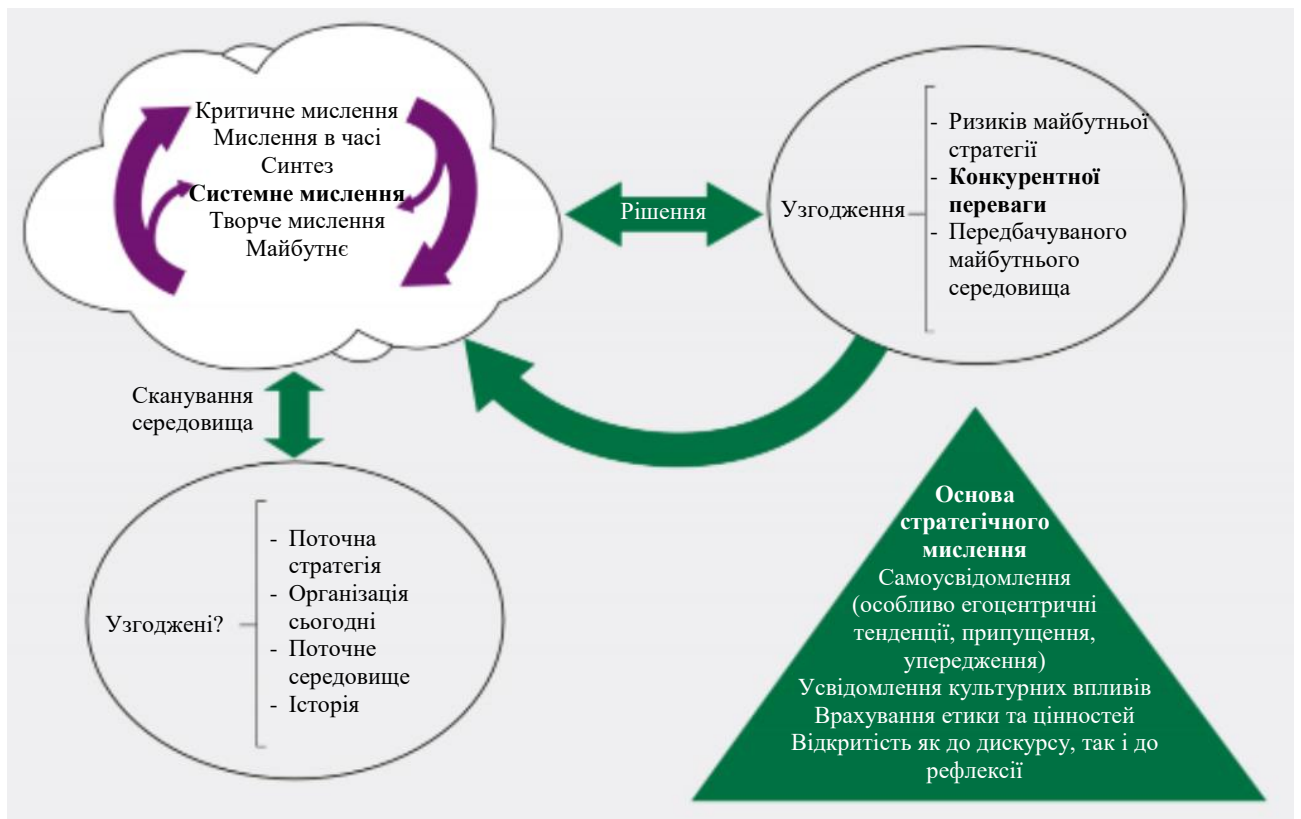 Критичне мислення
Мислення в часі
Синтез
Системне мислення
Творче мислення
Майбутнє
Рішення
Узгодження
- Ризиків майбутньої
стратегії
- Конкурентної
переваги
- Передбачуваного
майбутнього
середовища
Сканування
середовища
Узгоджені?
- Поточна
стратегія
- Організація
сьогодні
- Поточне
середовище
- Історія
Основа
стратегічного
мислення
Самоусвідомлення
(особливо егоцентричні
тенденції, припущення,
упередження)
Усвідомлення культурних впливів
Врахування етики та цінностей
Відкритість як до дискурсу, так і до
рефлексії